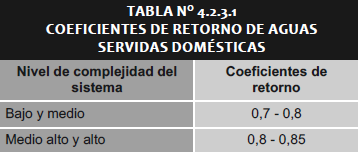 TABLA Nº 4.2.3.1
COEFICIENTES DE RETORNO DE AGUAS
SERVIDAS DOMÉSTICAS
Nivel de complejidad del sistema Coeficientes de retorno
Bajo y medio 0,7 - 0,8
Medio alto y alto 0,8 - 0,85